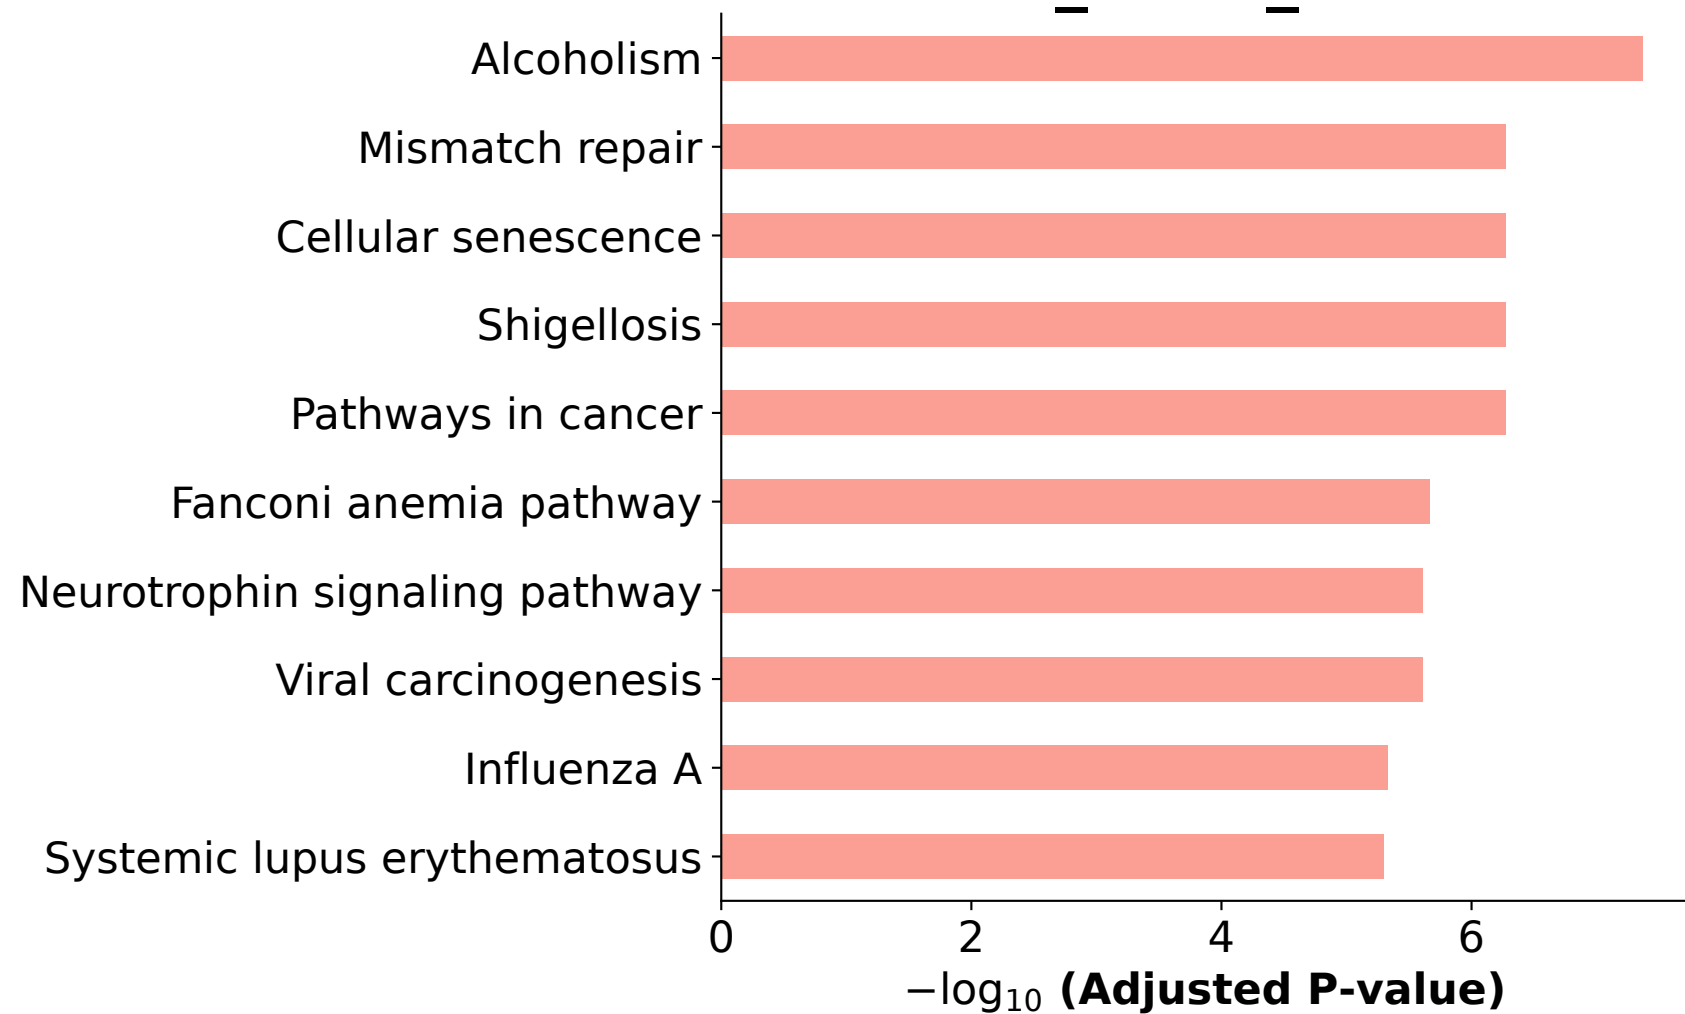 Alcoholism
Mismatch repair
Cellular senescence
Shigellosis
Pathways in cancer
Fanconi anemia pathway
Neurotrophin signaling pathway
Viral carcinogenesis
Influenza A
Systemic lupus erythematosus
0 2 4 6
−log₁₀ (Adjusted P-value)